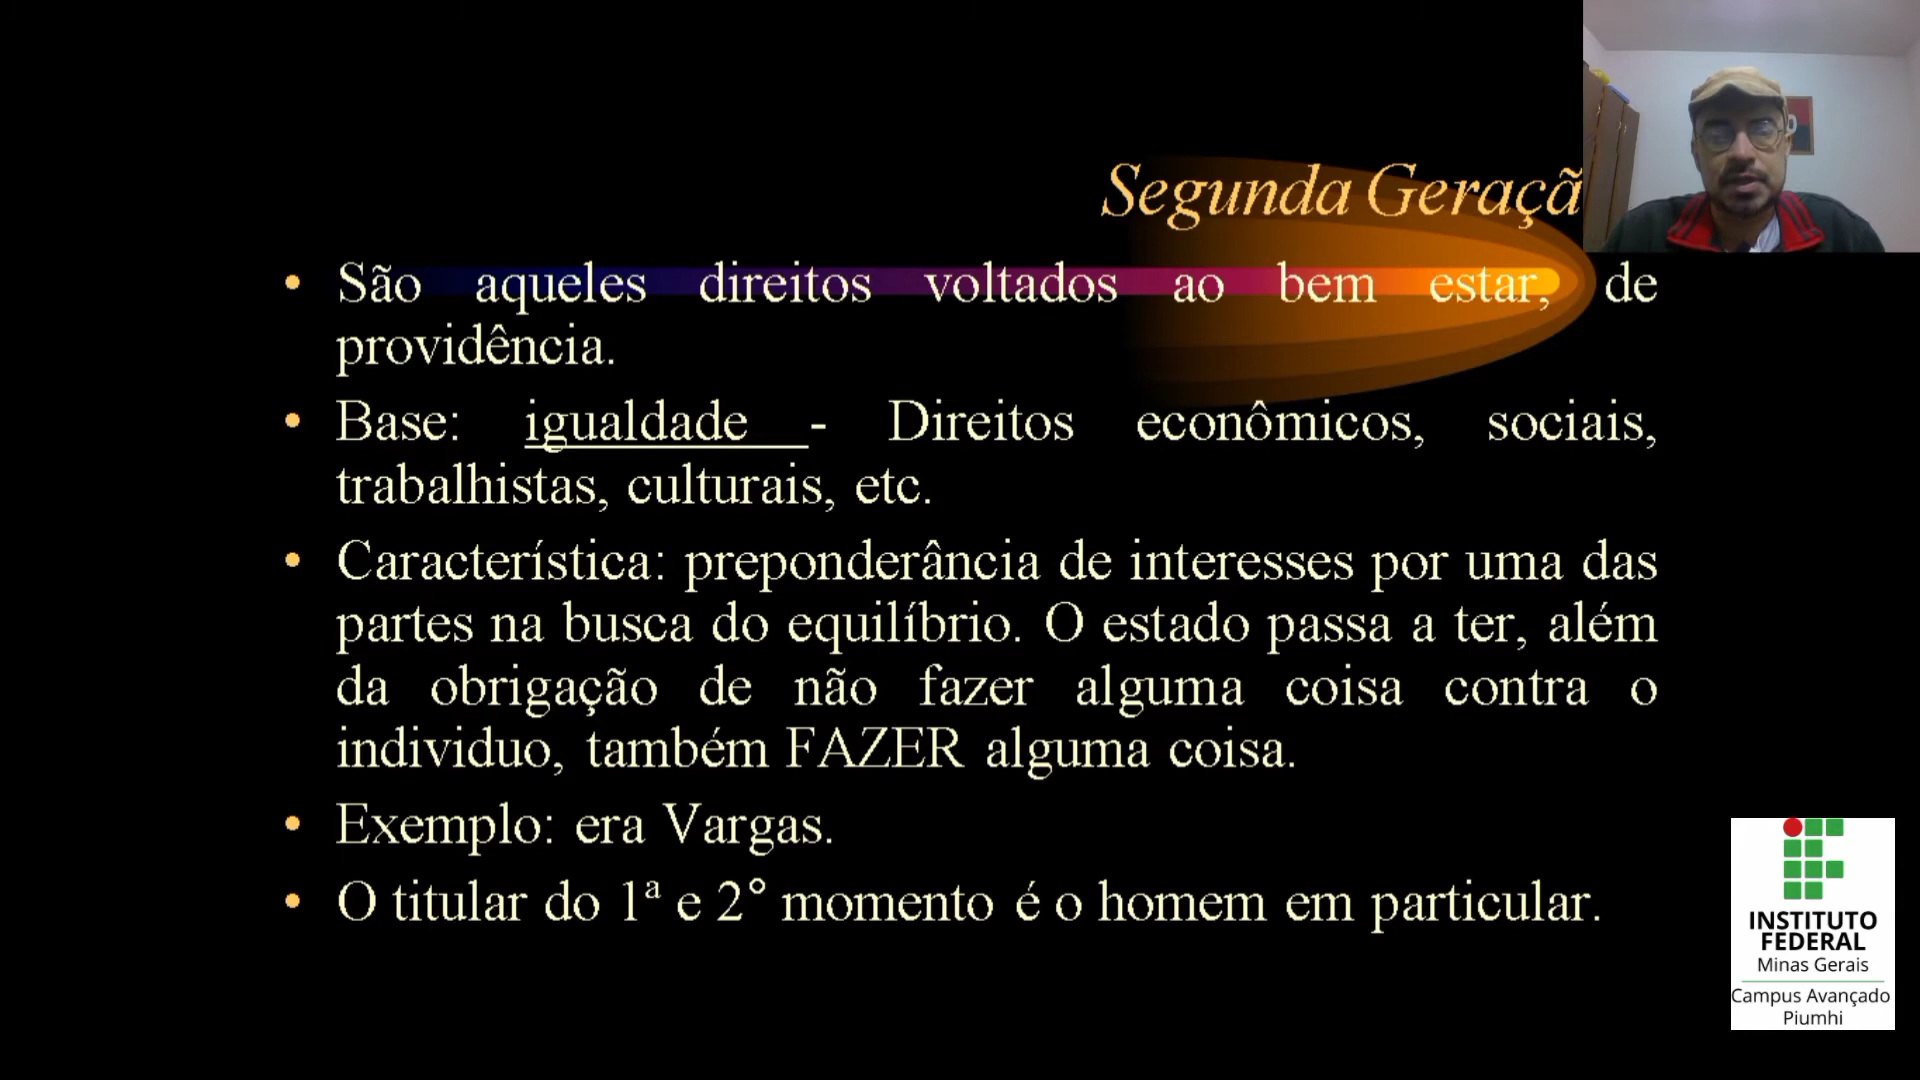 Segunda Geraçã
• São aqueles direitos voltados ao bem estar, de
providência.
• Base: igualdade - Direitos econômicos, sociais,
trabalhistas, culturais, etc.
• Característica: preponderância de interesses por uma das
partes na busca do equilíbrio. O estado passa a ter, além
da obrigação de não fazer alguma coisa contra o
individuo, também FAZER alguma coisa.
• Exemplo: era Vargas.
• O titular do 1ª e 2° momento é o homem em particular.
INSTITUTO
FEDERAL
Minas Gerais
Campus Avançado
Piumhi